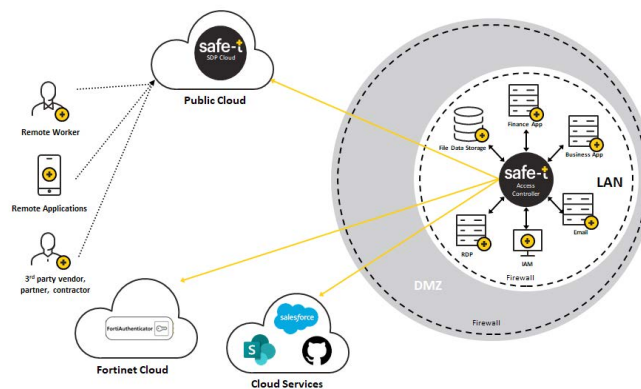 safe-t
SDP Cloud
Public Cloud
Remote Worker
Remote Applications
3rd party vendor,
partner, contractor
FortiAuthenticator
Fortinet Cloud
salesforce
S
Cloud Services
Finance App
File Data Storage
Business App
safe-t
Access
Controller
LAN
RDP
IAM
Email
Firewall
DMZ
Firewall